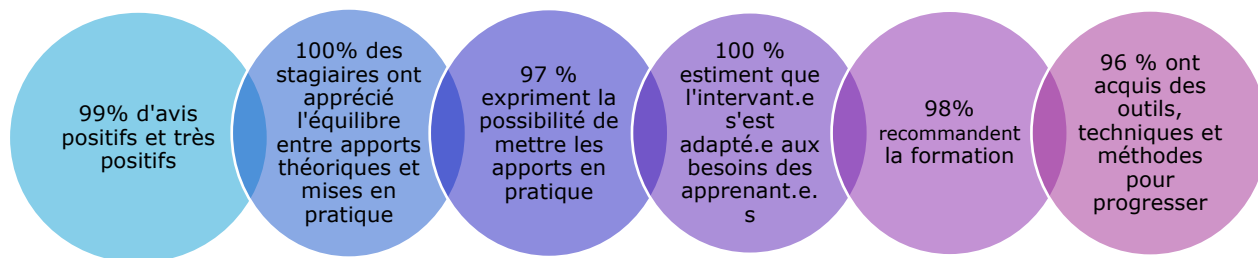 99% d'avis
positifs et très
positifs
100% des
stagiaires ont
apprécié
l'équilibre
entre apports
théoriques et
mises en
pratique
97 %
expriment la
possibilité de
mettre les
apports en
pratique
100 %
estiment que
l'intervant.e
s'est
adapté.e aux
besoins des
apprenant.e.
s
98%
recommandent
la formation
96 % ont
acquis des
outils,
techniques et
méthodes
pour
progresser